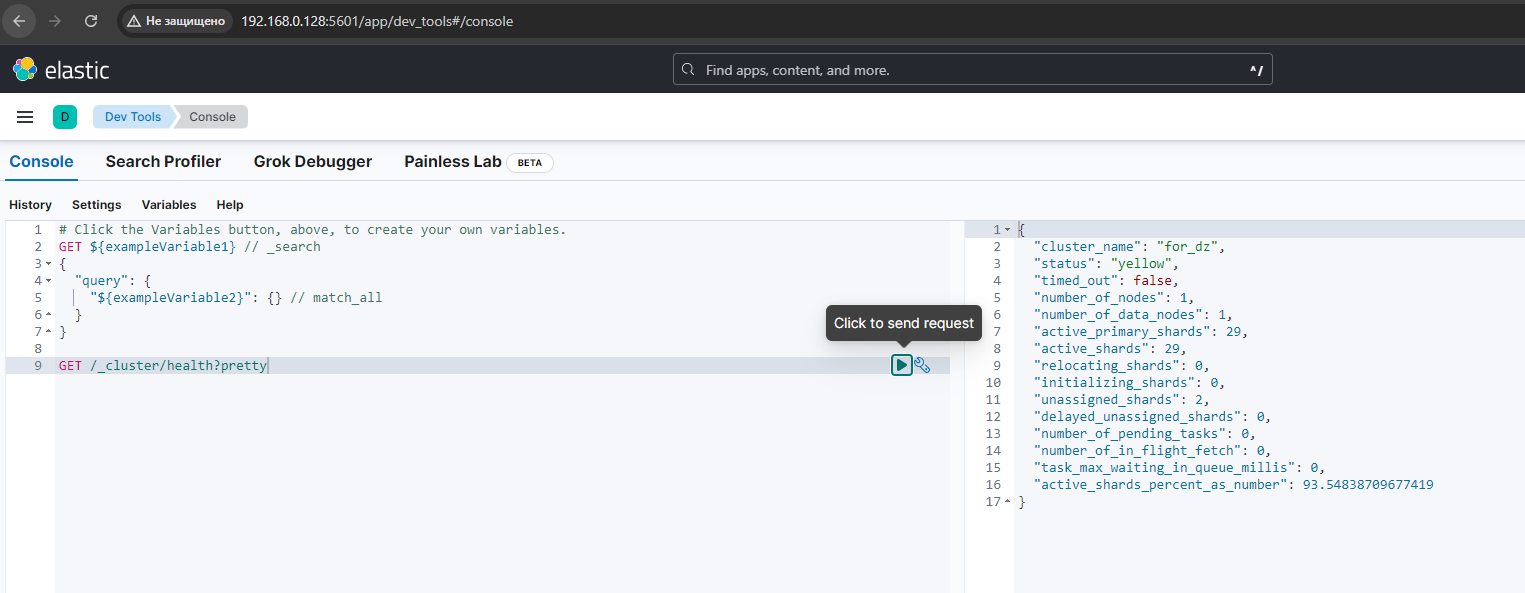 Не защищено 192.168.0.128:5601/app/dev_tools#/console
elastic Find apps, content, and more. ^/
D Dev Tools Console
Console Search Profiler Grok Debugger Painless Lab BETA
History Settings Variables Help
1 # Click the Variables button, above, to create your own variables.
2 GET ${exampleVariable1} // _search
3 {
4 "query": {
5 "${exampleVariable2}": {} // match_all
6 }
7 }
8
9 GET /_cluster/health?pretty
Click to send request
1 {
2 "cluster_name": "for_dz",
3 "status": "yellow",
4 "timed_out": false,
5 "number_of_nodes": 1,
6 "number_of_data_nodes": 1,
7 "active_primary_shards": 29,
8 "active_shards": 29,
9 "relocating_shards": 0,
10 "initializing_shards": 0,
11 "unassigned_shards": 2,
12 "delayed_unassigned_shards": 0,
13 "number_of_pending_tasks": 0,
14 "number_of_in_flight_fetch": 0,
15 "task_max_waiting_in_queue_millis": 0,
16 "active_shards_percent_as_number": 93.54838709677419
17 }